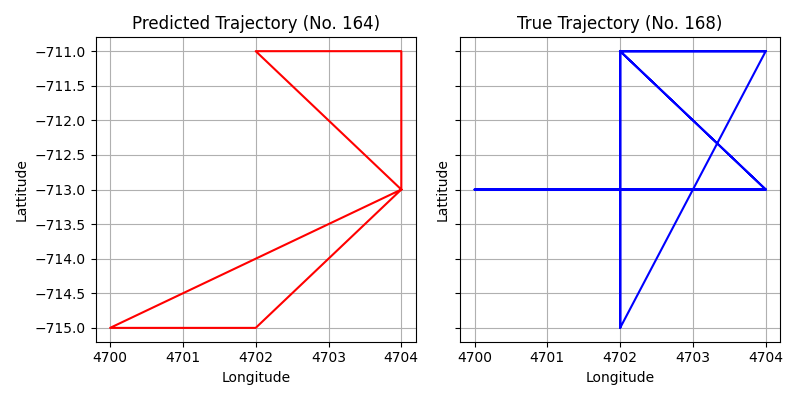 Predicted Trajectory (No. 164)
True Trajectory (No. 168)
−711.0
−711.5
−712.0
−712.5
−713.0
−713.5
−714.0
−714.5
−715.0
Lattitude
Lattitude
4700 4701 4702 4703 4704
4700 4701 4702 4703 4704
Longitude
Longitude